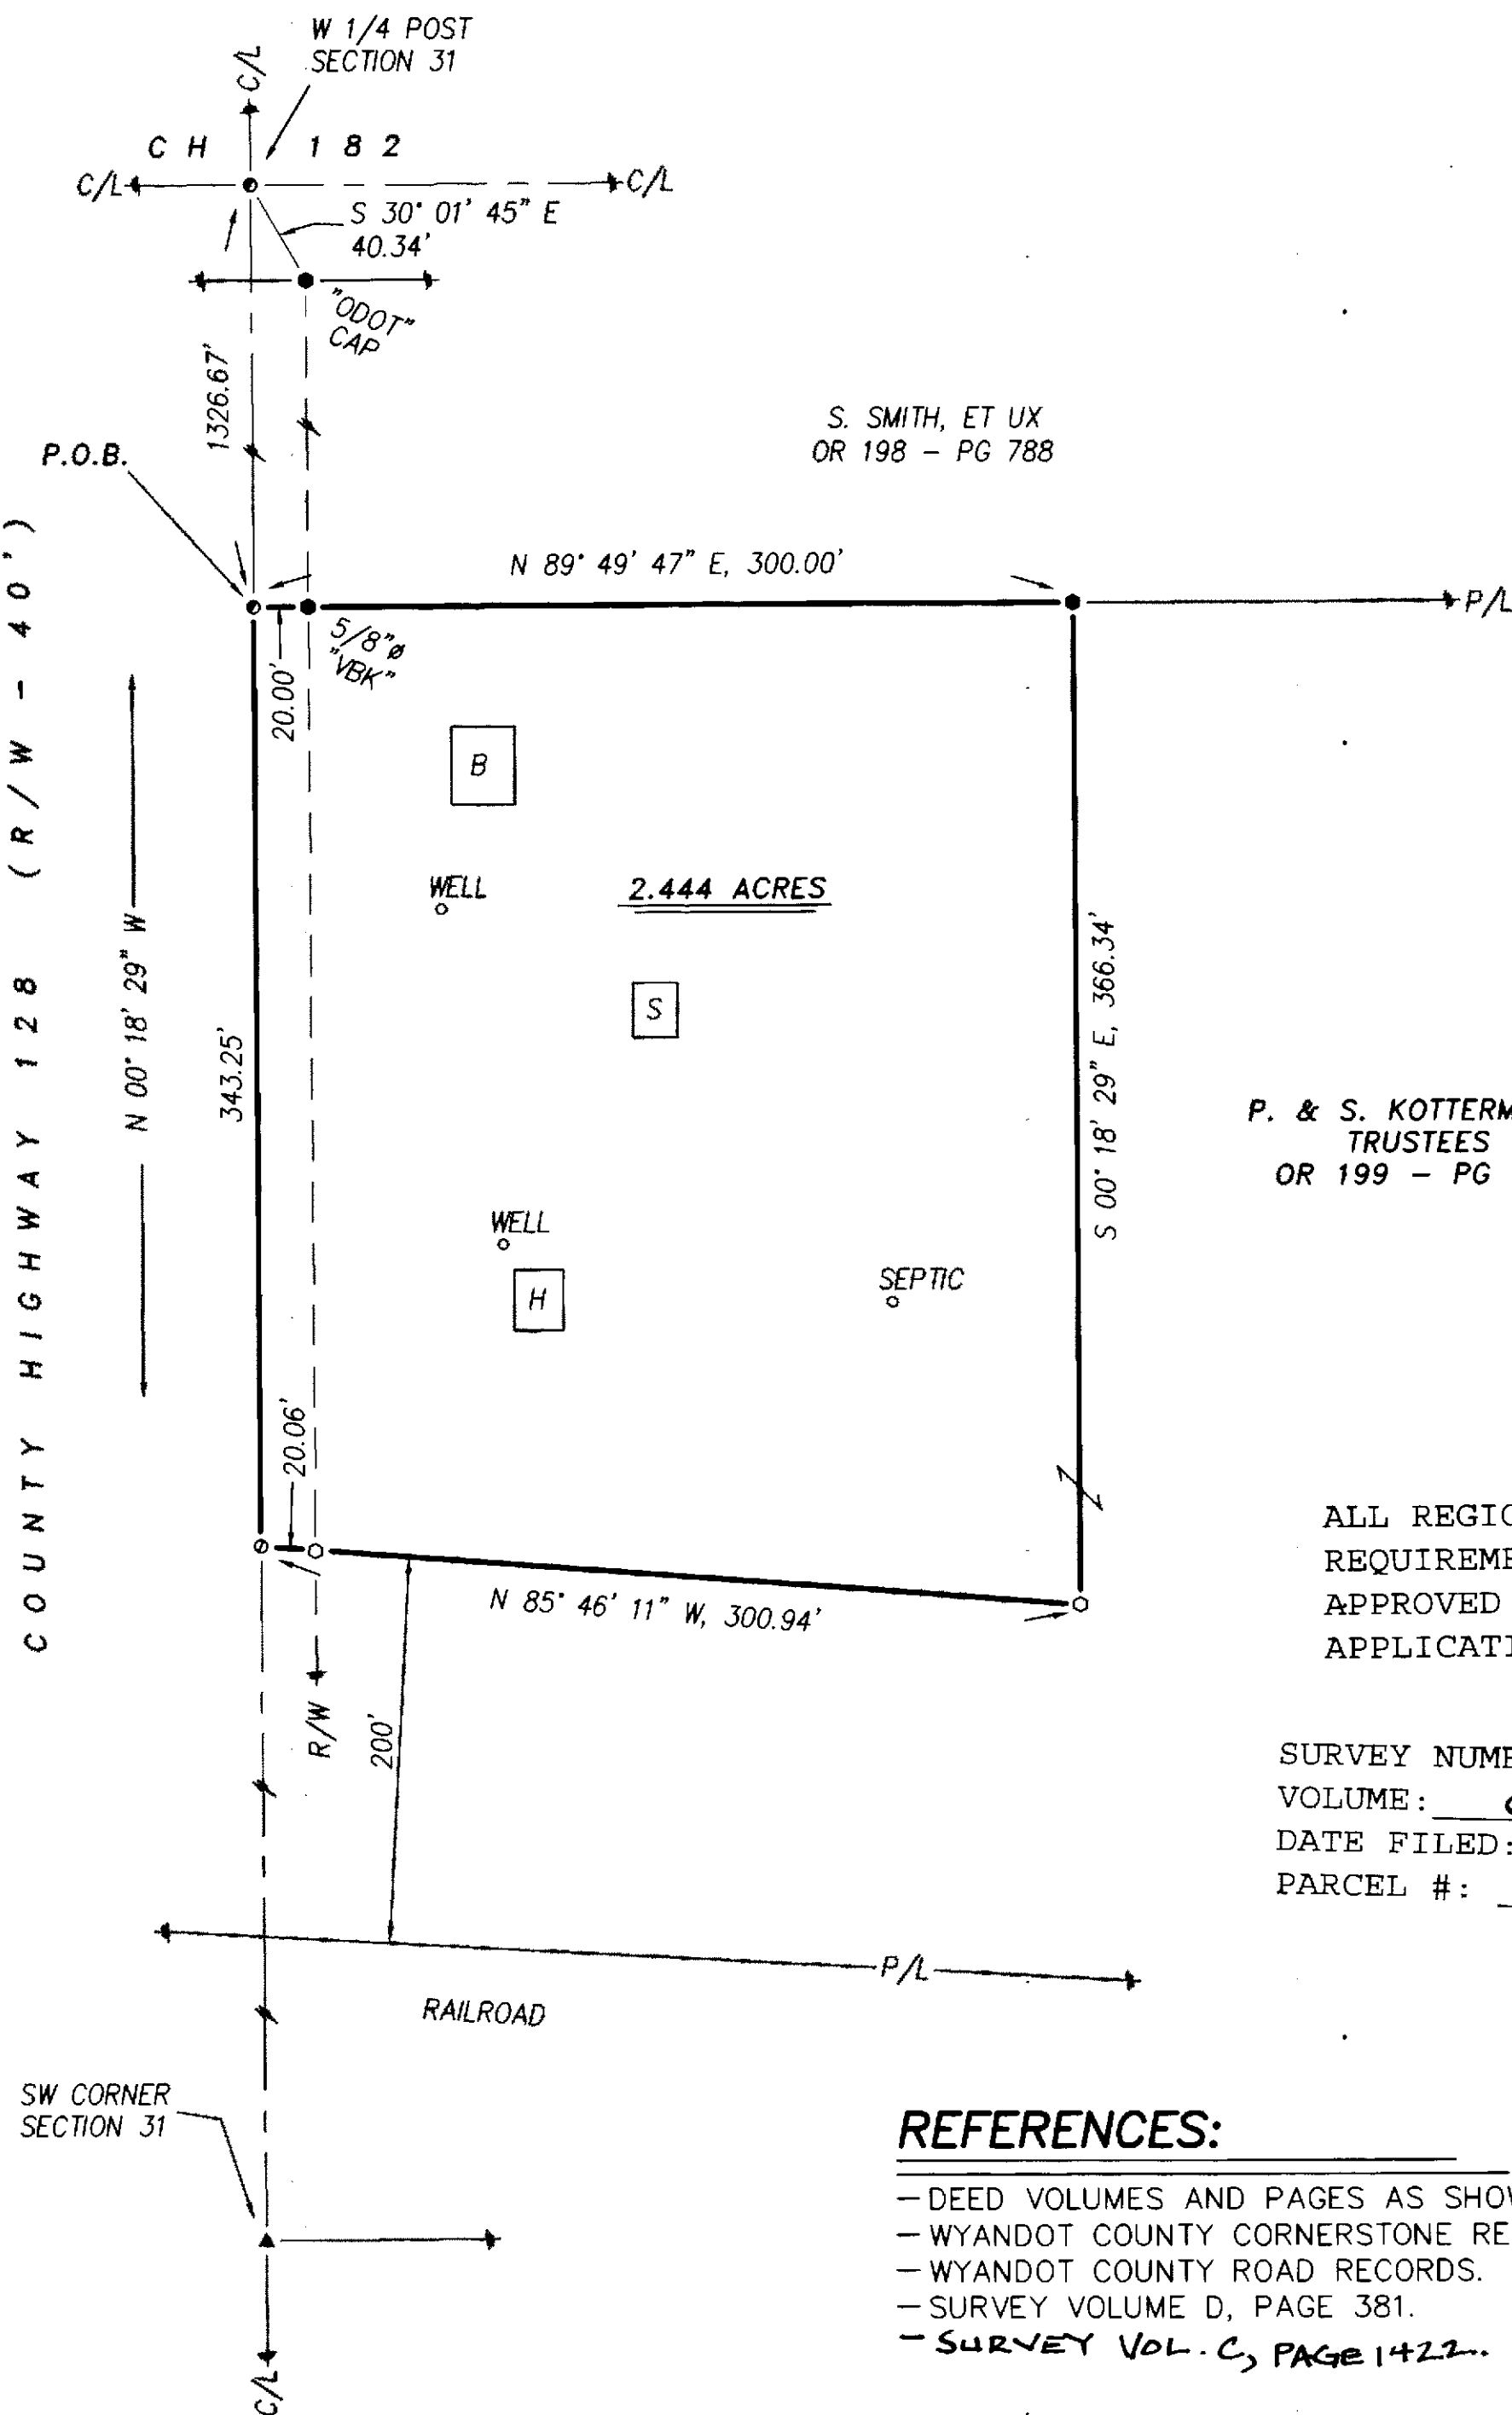 W 1/4 POST
SECTION 31
C/L
C H 1 8 2
C/L
C/L
S 30° 01' 45" E
40.34'
"ODOT"
CAP
1326.67'
S. SMITH, ET UX
OR 198 - PG 788
P.O.B.
N 89° 49' 47" E, 300.00'
P/L
5/8"ø
"VBK"
20.00'
COUNTY HIGHWAY 128 (R/W - 40')
N 00° 18' 29" W
343.25'
B
WELL
2.444 ACRES
S
S 00° 18' 29" E, 366.34'
P. & S. KOTTERM
TRUSTEES
OR 199 - PG
WELL
H
SEPTIC
20.06'
N 85° 46' 11" W, 300.94'
R/W
200'
ALL REGIO
REQUIREME
APPROVED
APPLICATI
SURVEY NUME
VOLUME:
DATE FILED:
PARCEL #:
P/L
RAILROAD
SW CORNER
SECTION 31
C/L
REFERENCES:
- DEED VOLUMES AND PAGES AS SHOW
- WYANDOT COUNTY CORNERSTONE RE
- WYANDOT COUNTY ROAD RECORDS.
- SURVEY VOLUME D, PAGE 381.
- SURVEY VOL. C, PAGE 1422.